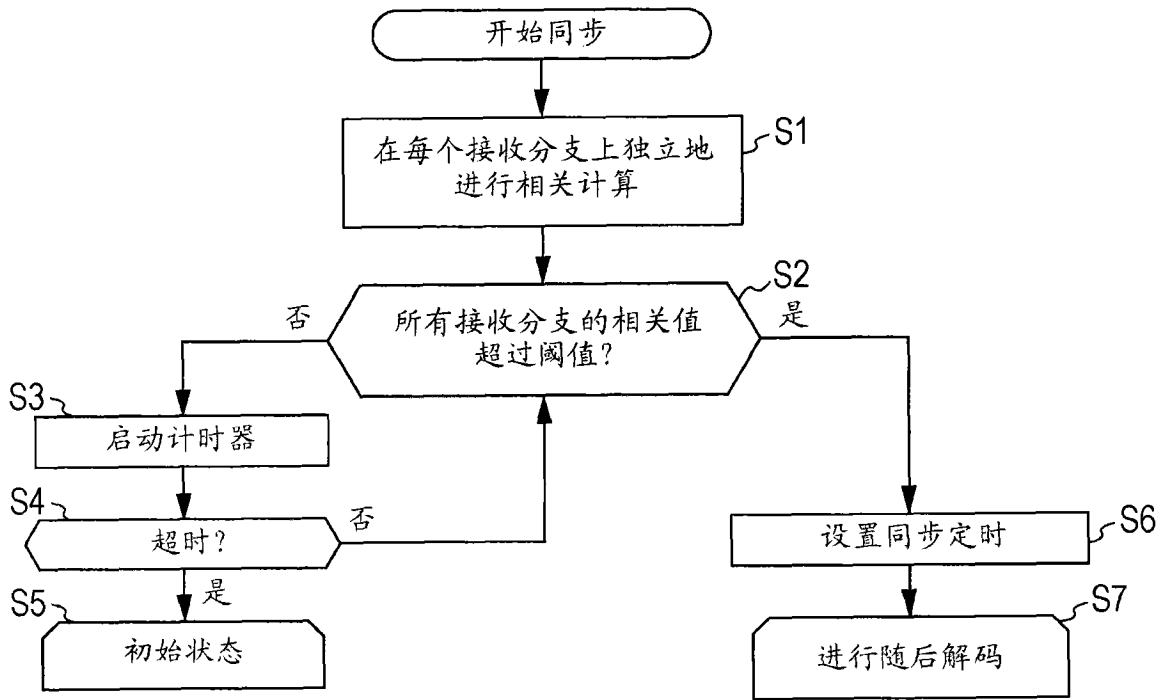 开始同步
S1
在每个接收分支上独立地
进行相关计算
S2
否
所有接收分支的相关值
超过阈值?
是
S3
启动计时器
S4
超时?
否
是
S5
初始状态
S6
设置同步定时
S7
进行随后解码